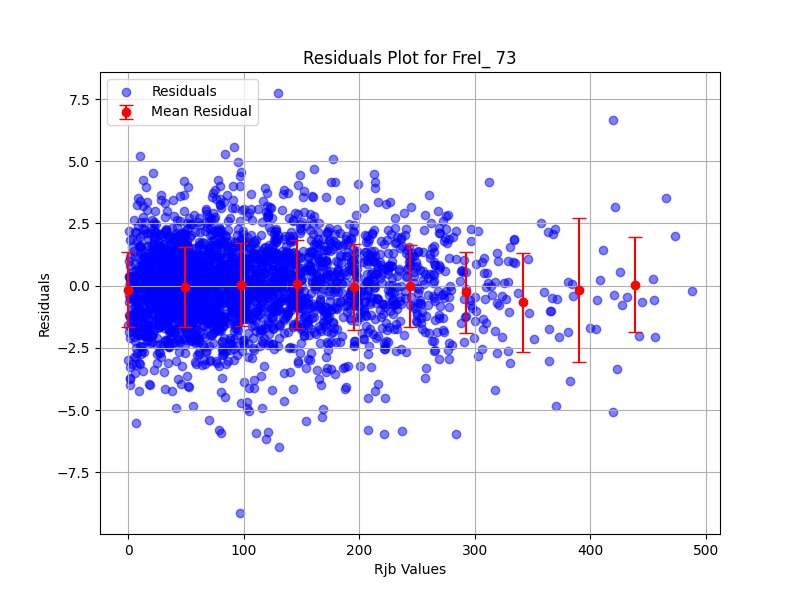 Residuals Plot for FreI_ 73
Residuals
Mean Residual
7.5
5.0
2.5
0.0
−2.5
−5.0
−7.5
Residuals
0 100 200 300 400 500
Rjb Values